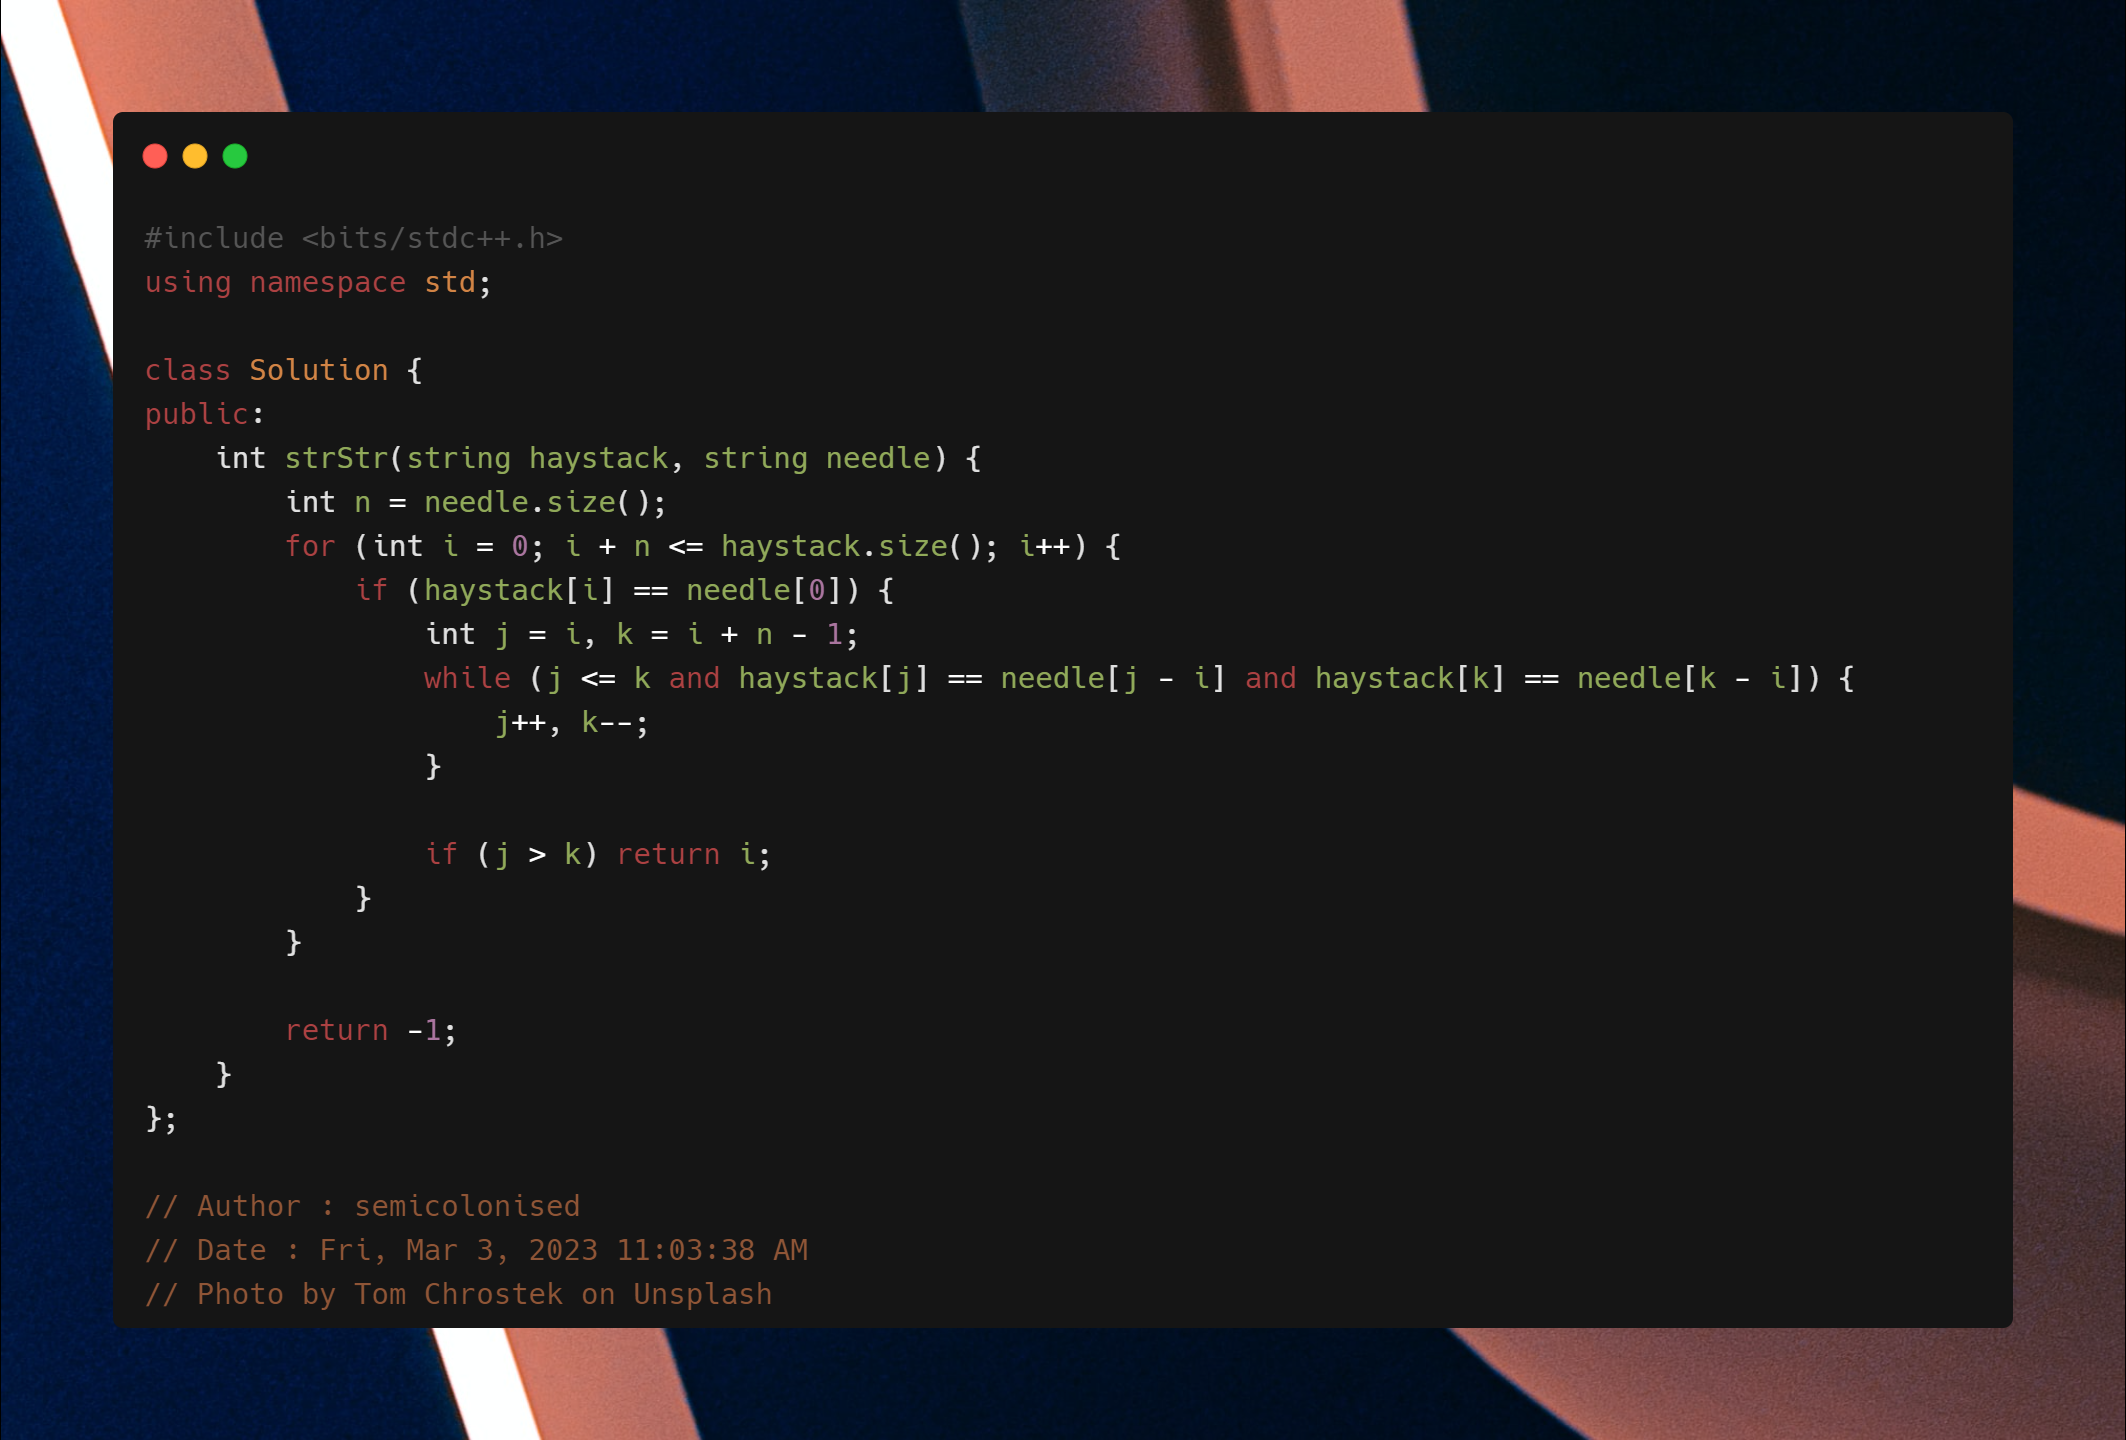 #include <bits/stdc++.h>
using namespace std;
class Solution {
public:
    int strStr(string haystack, string needle) {
        int n = needle.size();
        for (int i = 0; i + n <= haystack.size(); i++) {
            if (haystack[i] == needle[0]) {
                int j = i, k = i + n - 1;
                while (j <= k and haystack[j] == needle[j - i] and haystack[k] == needle[k - i]) {
                    j++, k--;
                }
                if (j > k) return i;
            }
        }
        return -1;
    }
};
// Author : semicolonised
// Date : Fri, Mar 3, 2023 11:03:38 AM
// Photo by Tom Chrostek on Unsplash